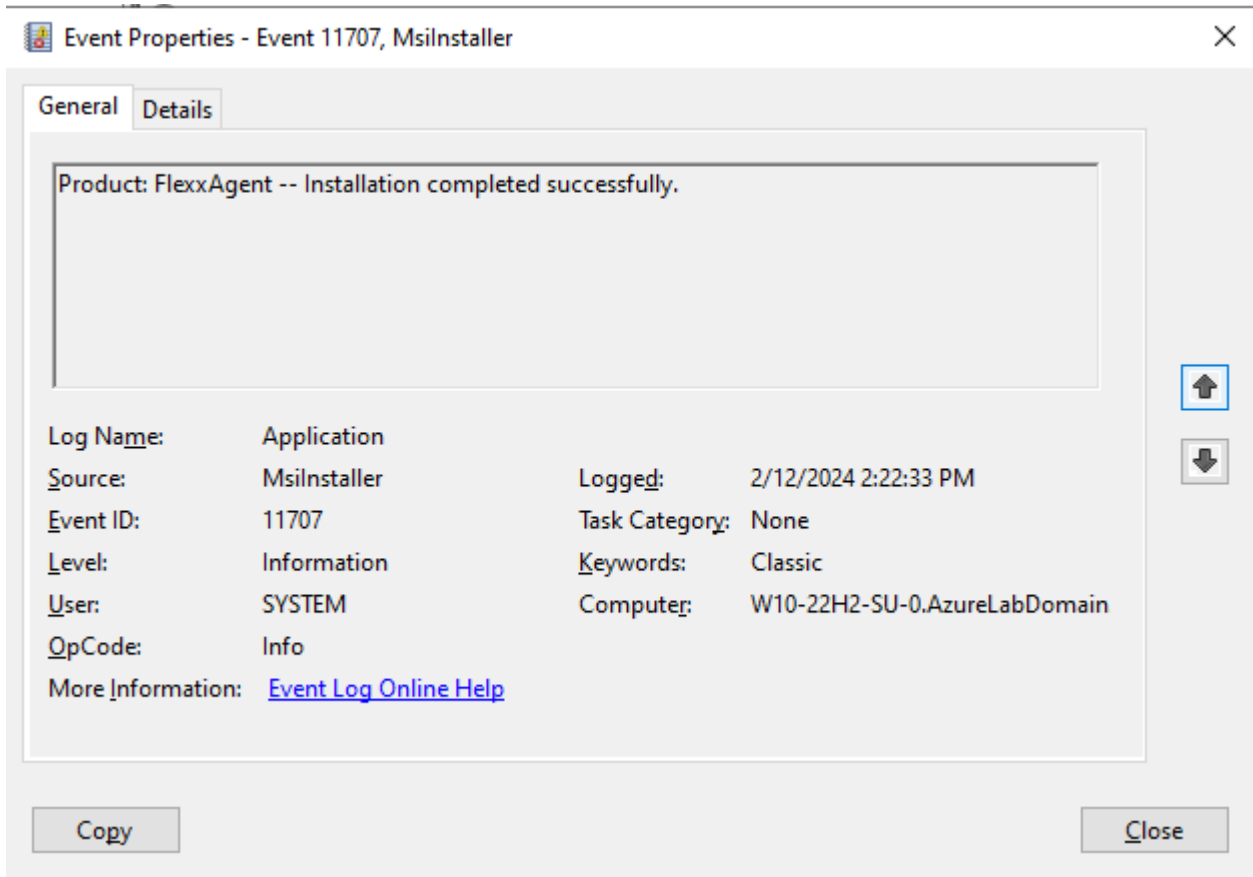 Event Properties - Event 11707, MsiInstaller
General Details
Product: FlexxAgent -- Installation completed successfully.
Log Name: Application
Source: MsiInstaller Logged: 2/12/2024 2:22:33 PM
Event ID: 11707 Task Category: None
Level: Information Keywords: Classic
User: SYSTEM Computer: W10-22H2-SU-0.AzureLabDomain
OpCode: Info
More Information: Event Log Online Help
Copy Close